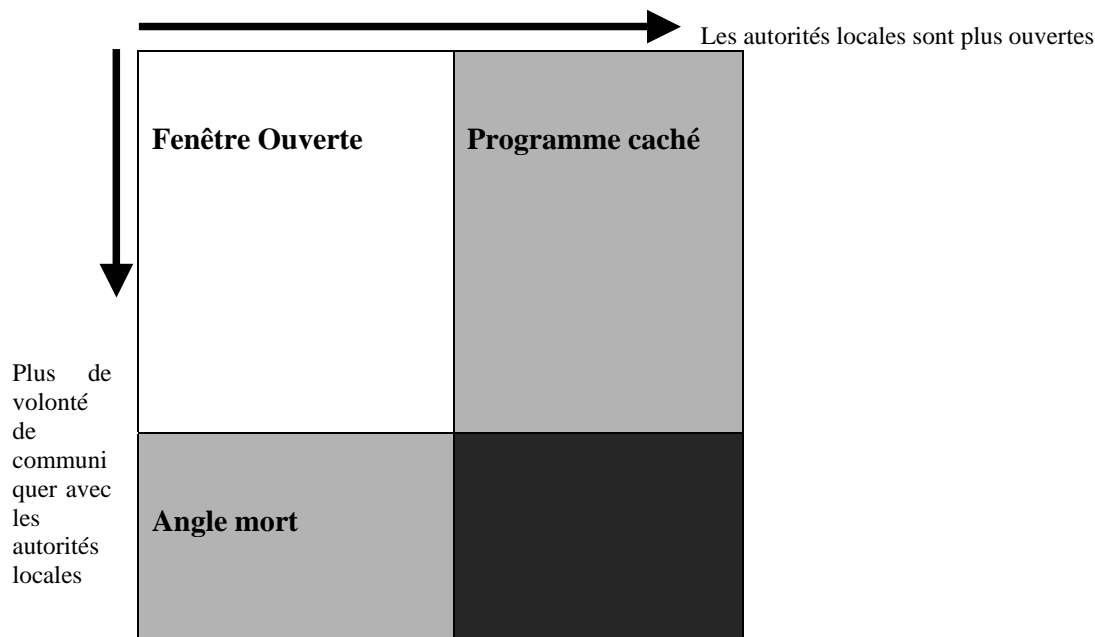 Les autorités locales sont plus ouvertes
Fenêtre Ouverte
Programme caché
Plus de
volonté
de
communi
quer avec
les
autorités
locales
Angle mort